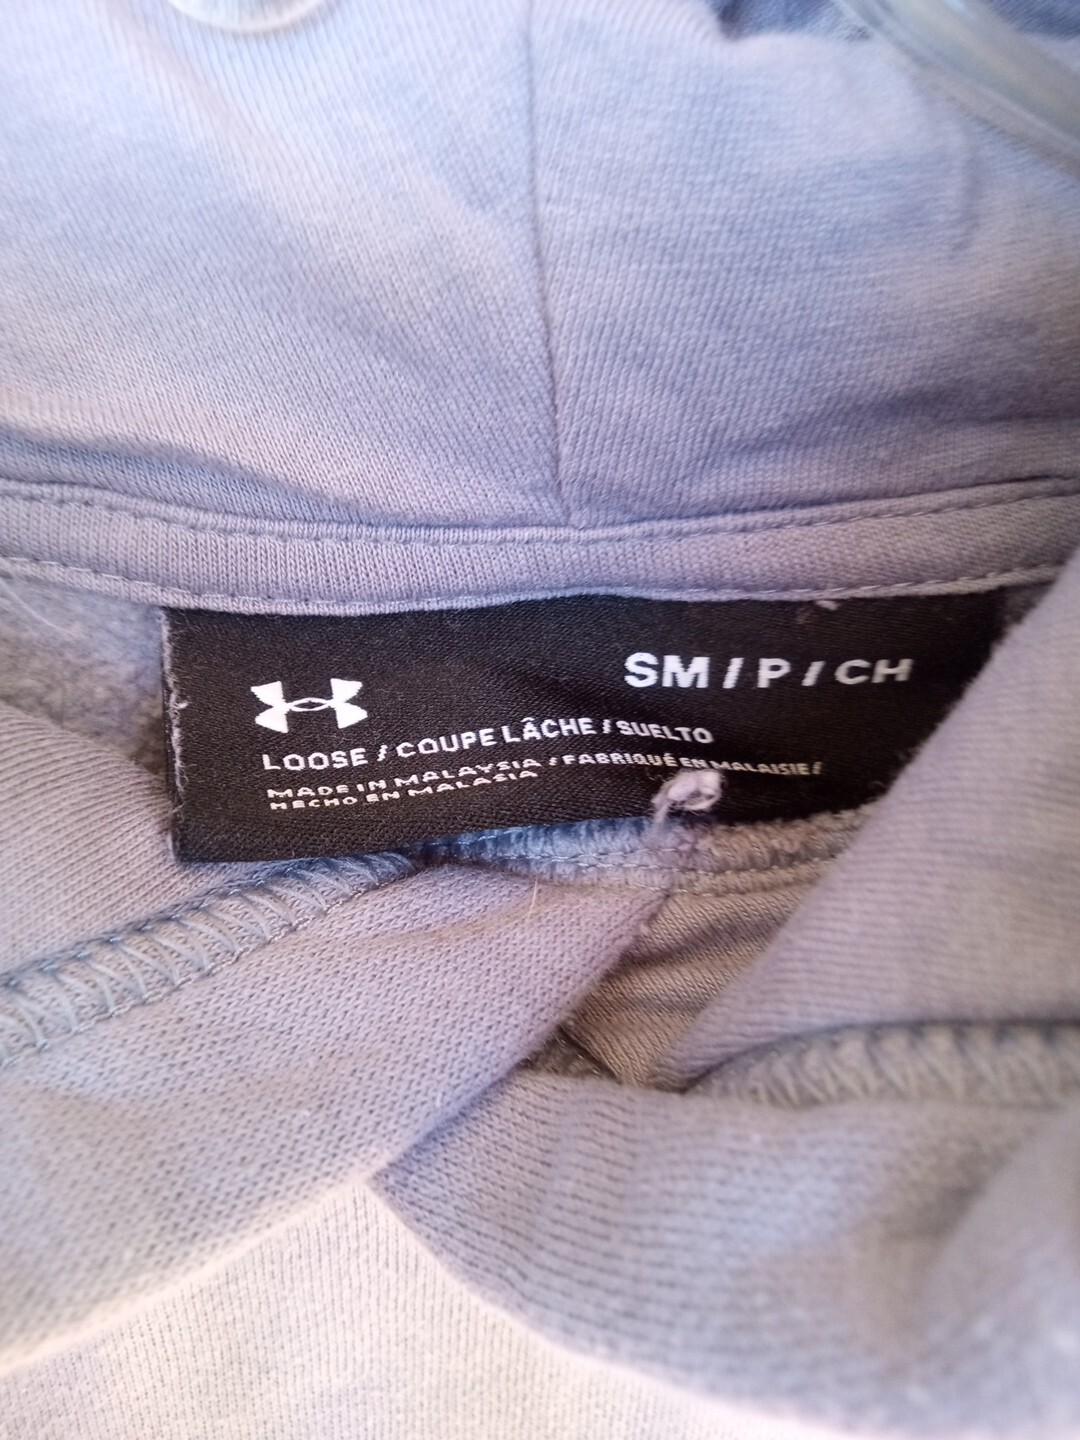 SM / P / CH
LOOSE / COUPE LÂCHE / SUELTO
MADE IN MALAYSIA / FABRIQUÉ EN MALAISIE /
HECHO EN MALASIA